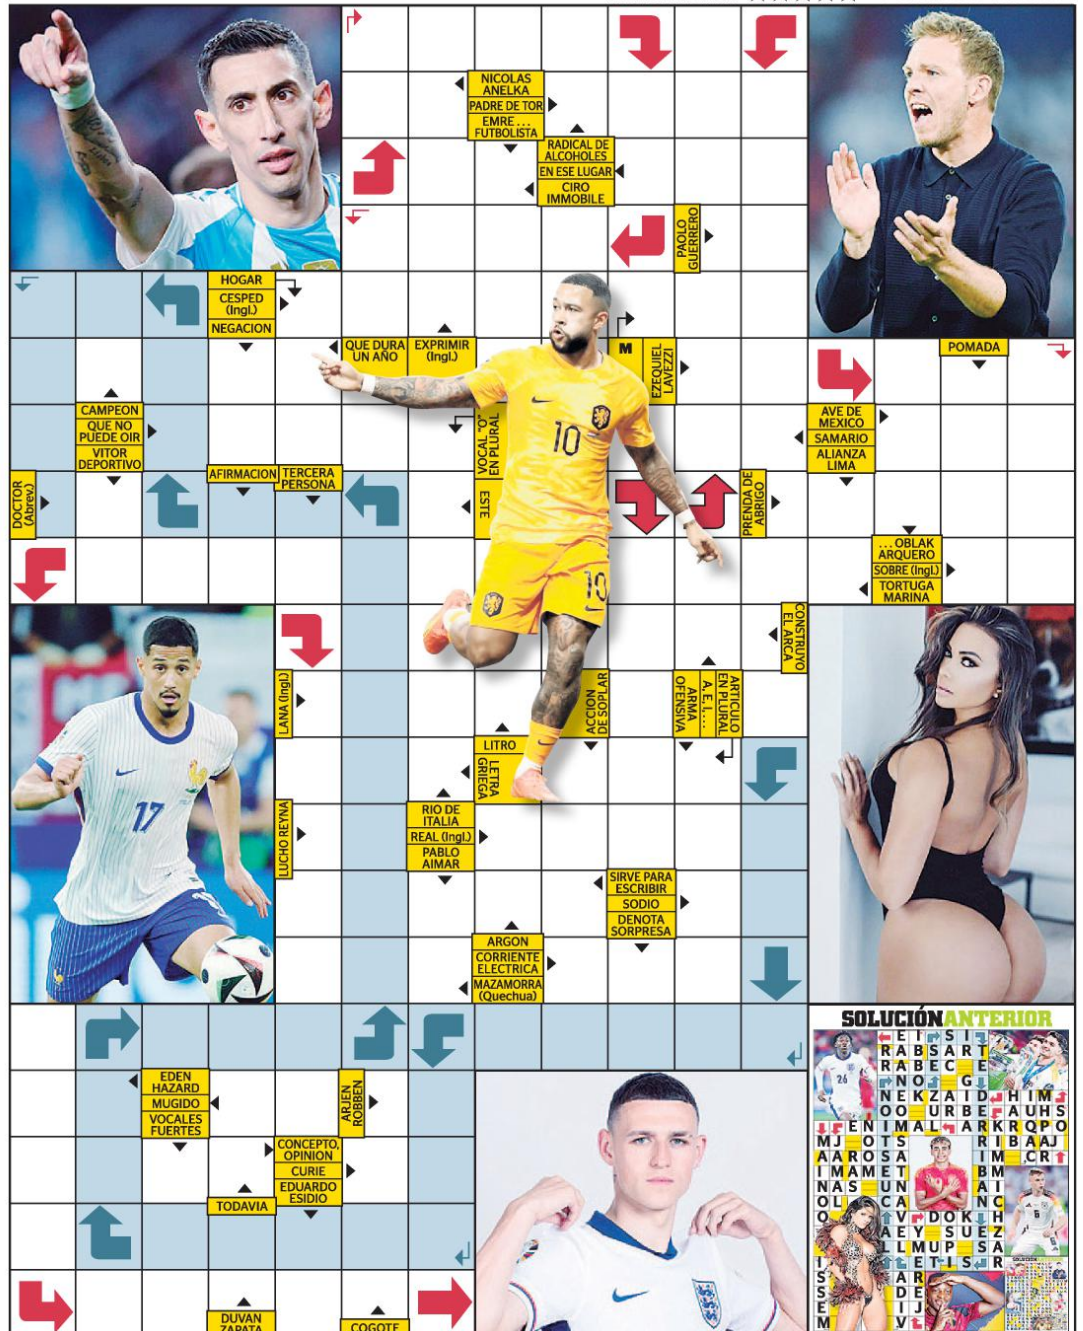 NICOLAS
ANELKA
PADRE DE TOR
EMRE ...
FUTBOLISTA
RADICAL DE
ALCOHOLES
EN ESE LUGAR
CIRO
IMMOBILE
PAOLO
GUERRERO
HOGAR
CESPED
(Ingl.)
NEGACION
QUE DURA
UN AÑO
EXPRIMIR
(Ingl.)
M
EZEQUIEL
LAVEZZI
POMADA
CAMPEON
QUE NO
PUEDE OIR
VITOR
DEPORTIVO
VOCAL "O"
EN PLURAL
10
AVE DE
MEXICO
SAMARIO
ALIANZA
LIMA
DOCTOR
(Abrev.)
AFIRMACION
TERCERA
PERSONA
ESTE
PRENDA DE
ABRIGO
... OBLAK
ARQUERO
SOBRE (Ingl.)
TORTUGA
MARINA
10
CONSTRUYO
EL ARCA
LANA (Ingl.)
ACCION
DE SOPLAR
ARTICULO
EN PLURAL
A, E, I, ...
ARMA
OFENSIVA
17
LITRO
LETRA
GRIEGA
LUCHO REYNA
RIO DE
ITALIA
REAL (Ingl.)
PABLO
AIMAR
SIRVE PARA
ESCRIBIR
SODIO
DENOTA
SORPRESA
ARGON
CORRIENTE
ELECTRICA
MAZAMORRA
(Quechua)
SOLUCIÓN ANTERIOR
EDEN
HAZARD
MUGIDO
VOCALES
FUERTES
ARJEN
ROBBEN
CONCEPTO,
OPINION
CURIE
EDUARDO
ESIDIO
TODAVIA
DUVAN
ZAPATA
COGOTE
26
E I S I
R A B S A R T
R A B E C E
N O G
N E K Z A I D H I M
O O U R B E A U H S
E N I M A L A R K R Q P O
M J O T S R I B A A J
A A R O S A I M C R
I M A M E T B M
N A S U N A I
O L C A N C
Q V D O K H
A E Y S U E Z
L L M U P S A
I E T I S R
S A R
E D E
M I J
V